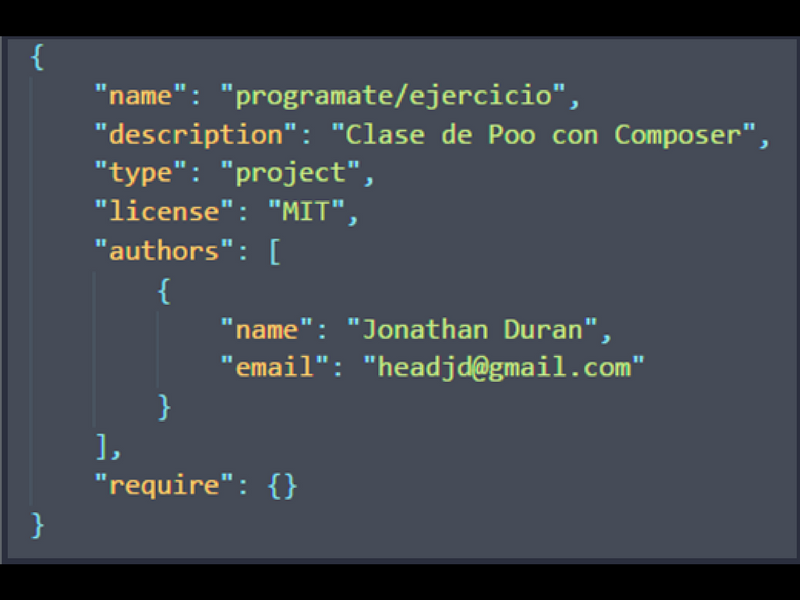 {
"name": "programate/ejercicio",
"description": "Clase de Poo con Composer",
"type": "project",
"license": "MIT",
"authors": [
{
"name": "Jonathan Duran",
"email": "headjd@gmail.com"
}
],
"require": {}
}